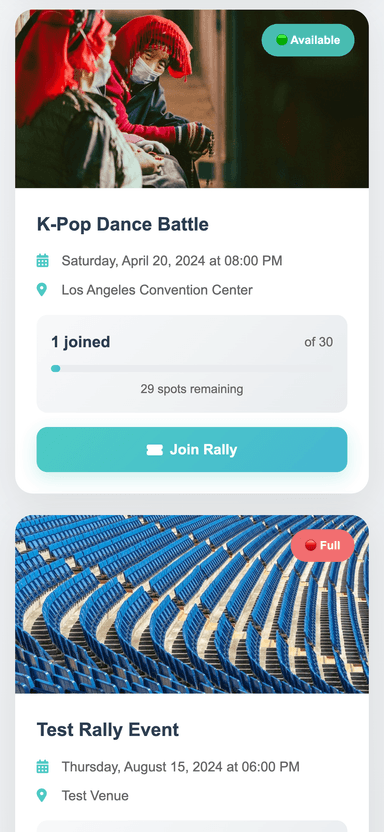 Available
K-Pop Dance Battle
Saturday, April 20, 2024 at 08:00 PM
Los Angeles Convention Center
1 joined of 30
29 spots remaining
Join Rally
Full
Test Rally Event
Thursday, August 15, 2024 at 06:00 PM
Test Venue